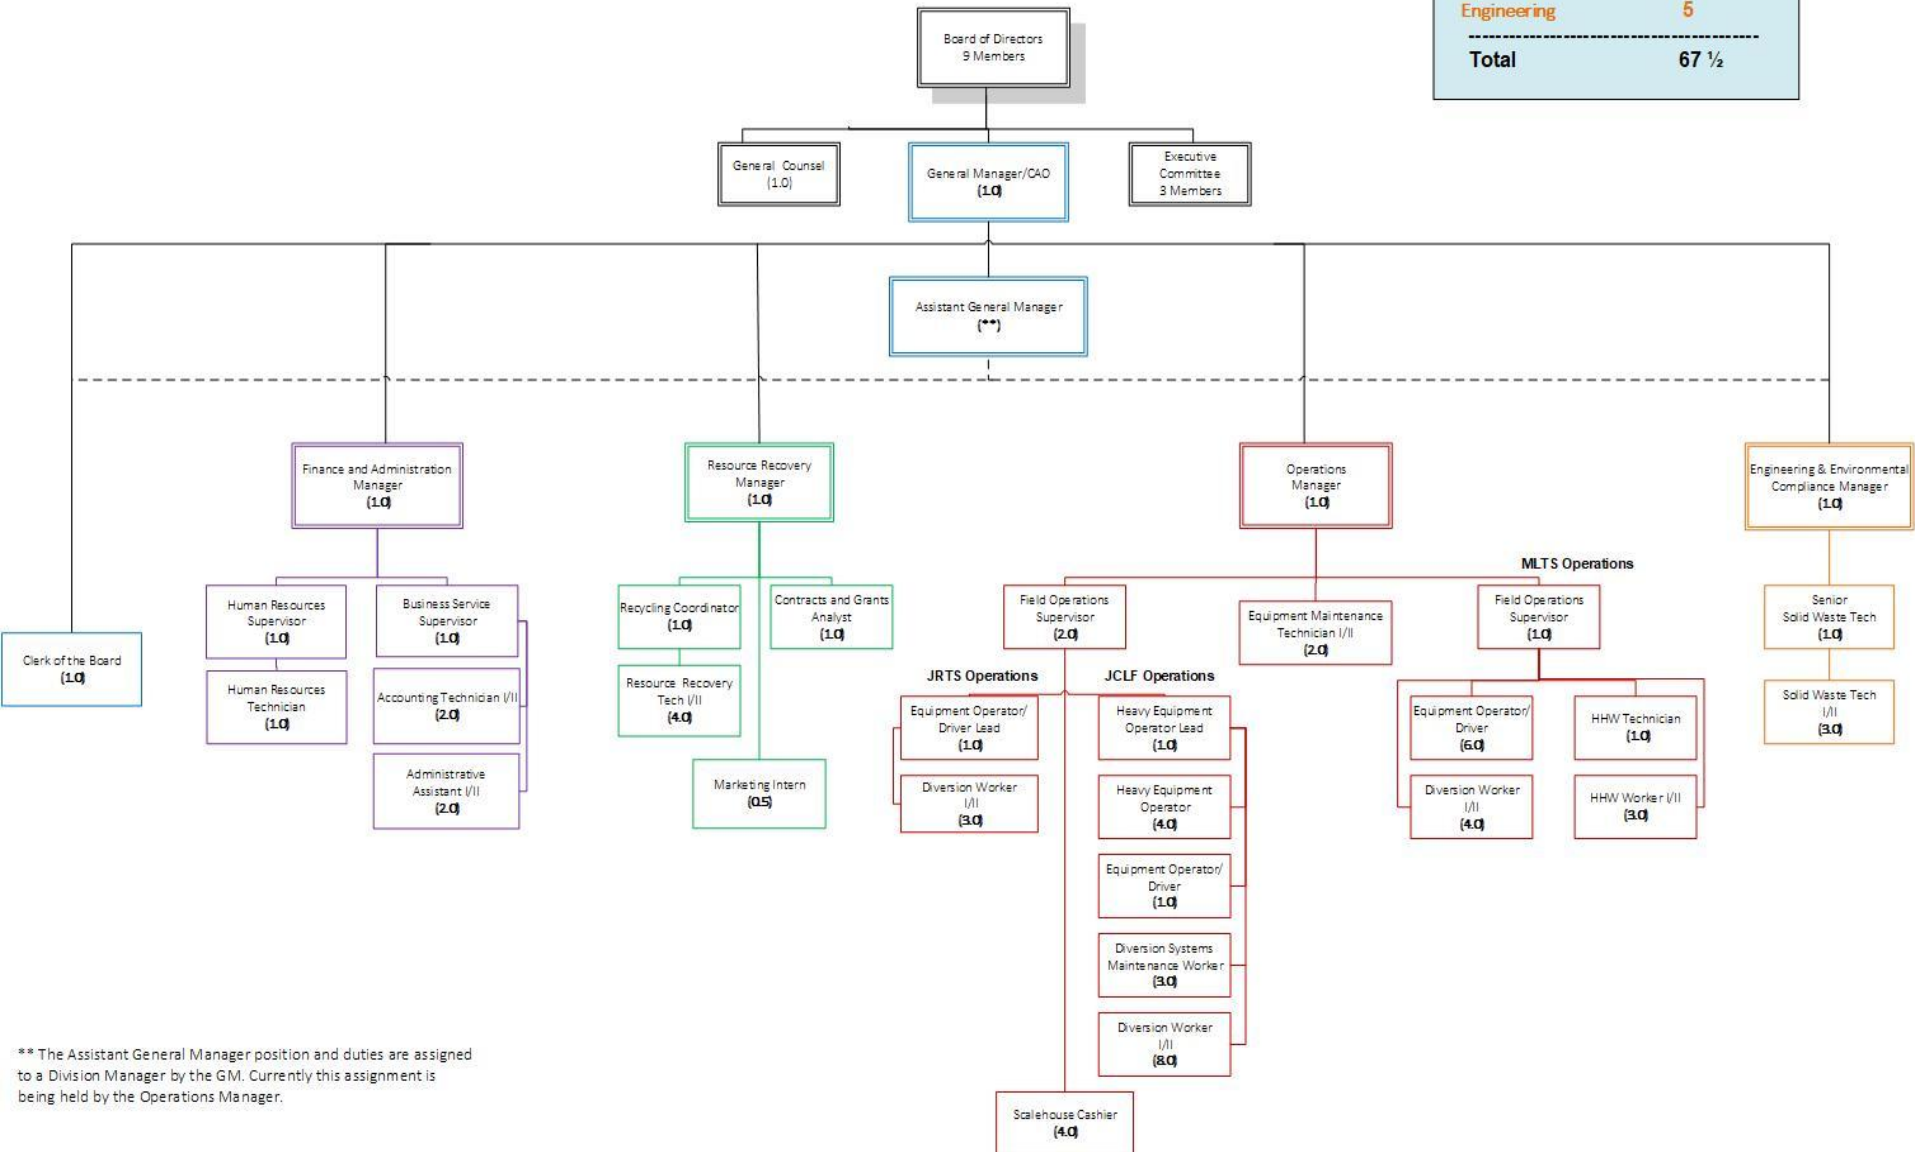 Engineering 5
--------------------------------------------
Total 67 ½
Board of Directors
9 Members
General Counsel
(1.0)
General Manager/CAO
(1.0)
Executive
Committee
3 Members
Assistant General Manager
(**)
Finance and Administration
Manager
(1.0)
Resource Recovery
Manager
(1.0)
Operations
Manager
(1.0)
Engineering & Environmental
Compliance Manager
(1.0)
Clerk of the Board
(1.0)
Human Resources
Supervisor
(1.0)
Human Resources
Technician
(1.0)
Business Service
Supervisor
(1.0)
Accounting Technician I/II
(2.0)
Administrative
Assistant I/II
(2.0)
Recycling Coordinator
(1.0)
Resource Recovery
Tech I/II
(4.0)
Contracts and Grants
Analyst
(1.0)
Marketing Intern
(0.5)
Field Operations
Supervisor
(2.0)
JRTS Operations
Equipment Operator/
Driver Lead
(1.0)
Diversion Worker
I/II
(3.0)
JCLF Operations
Heavy Equipment
Operator Lead
(1.0)
Heavy Equipment
Operator
(4.0)
Equipment Operator/
Driver
(1.0)
Diversion Systems
Maintenance Worker
(3.0)
Diversion Worker
I/II
(8.0)
Scalehouse Cashier
(4.0)
Equipment Maintenance
Technician I/II
(2.0)
MLTS Operations
Field Operations
Supervisor
(1.0)
Equipment Operator/
Driver
(6.0)
Diversion Worker
I/II
(4.0)
HHW Technician
(1.0)
HHW Worker I/II
(3.0)
Senior
Solid Waste Tech
(1.0)
Solid Waste Tech
I/II
(3.0)
** The Assistant General Manager position and duties are assigned
to a Division Manager by the GM. Currently this assignment is
being held by the Operations Manager.